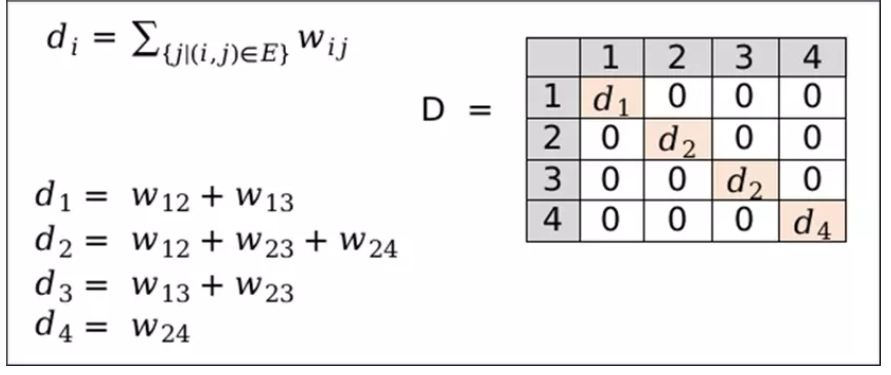 d_i = ∑_{j|(i,j)∈E} w_ij
D =
1 2 3 4
1 d_1 0 0 0
2 0 d_2 0 0
3 0 0 d_2 0
4 0 0 0 d_4
d_1 = w_12 + w_13
d_2 = w_12 + w_23 + w_24
d_3 = w_13 + w_23
d_4 = w_24